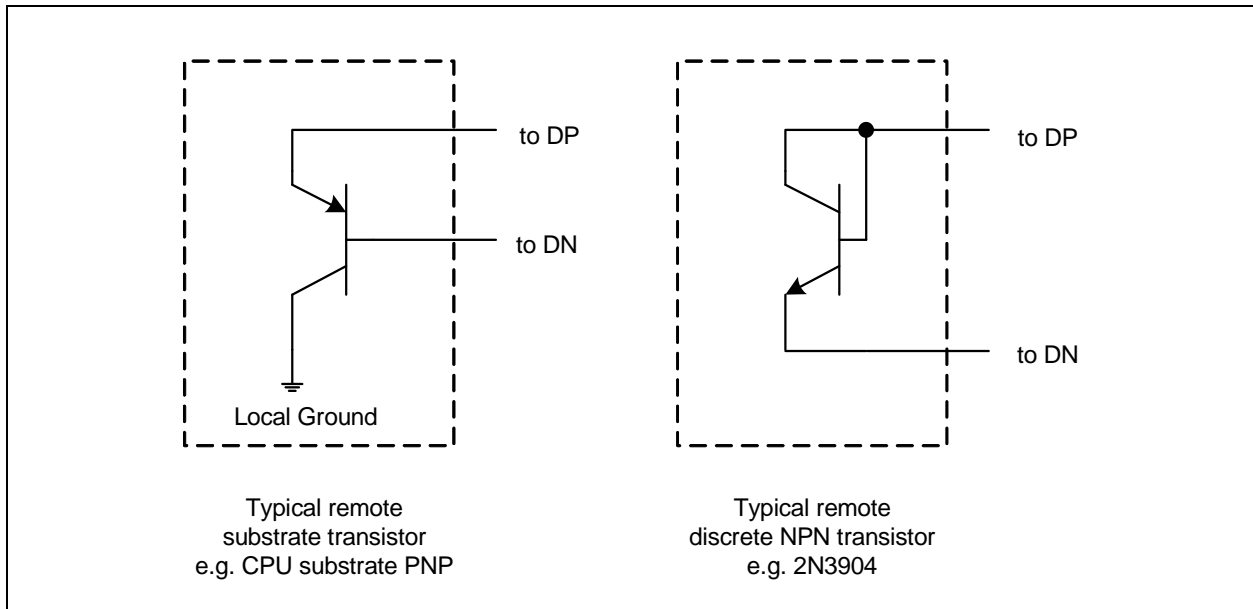 to DP
to DN
Local Ground
Typical remote
substrate transistor
e.g. CPU substrate PNP
to DP
to DN
Typical remote
discrete NPN transistor
e.g. 2N3904